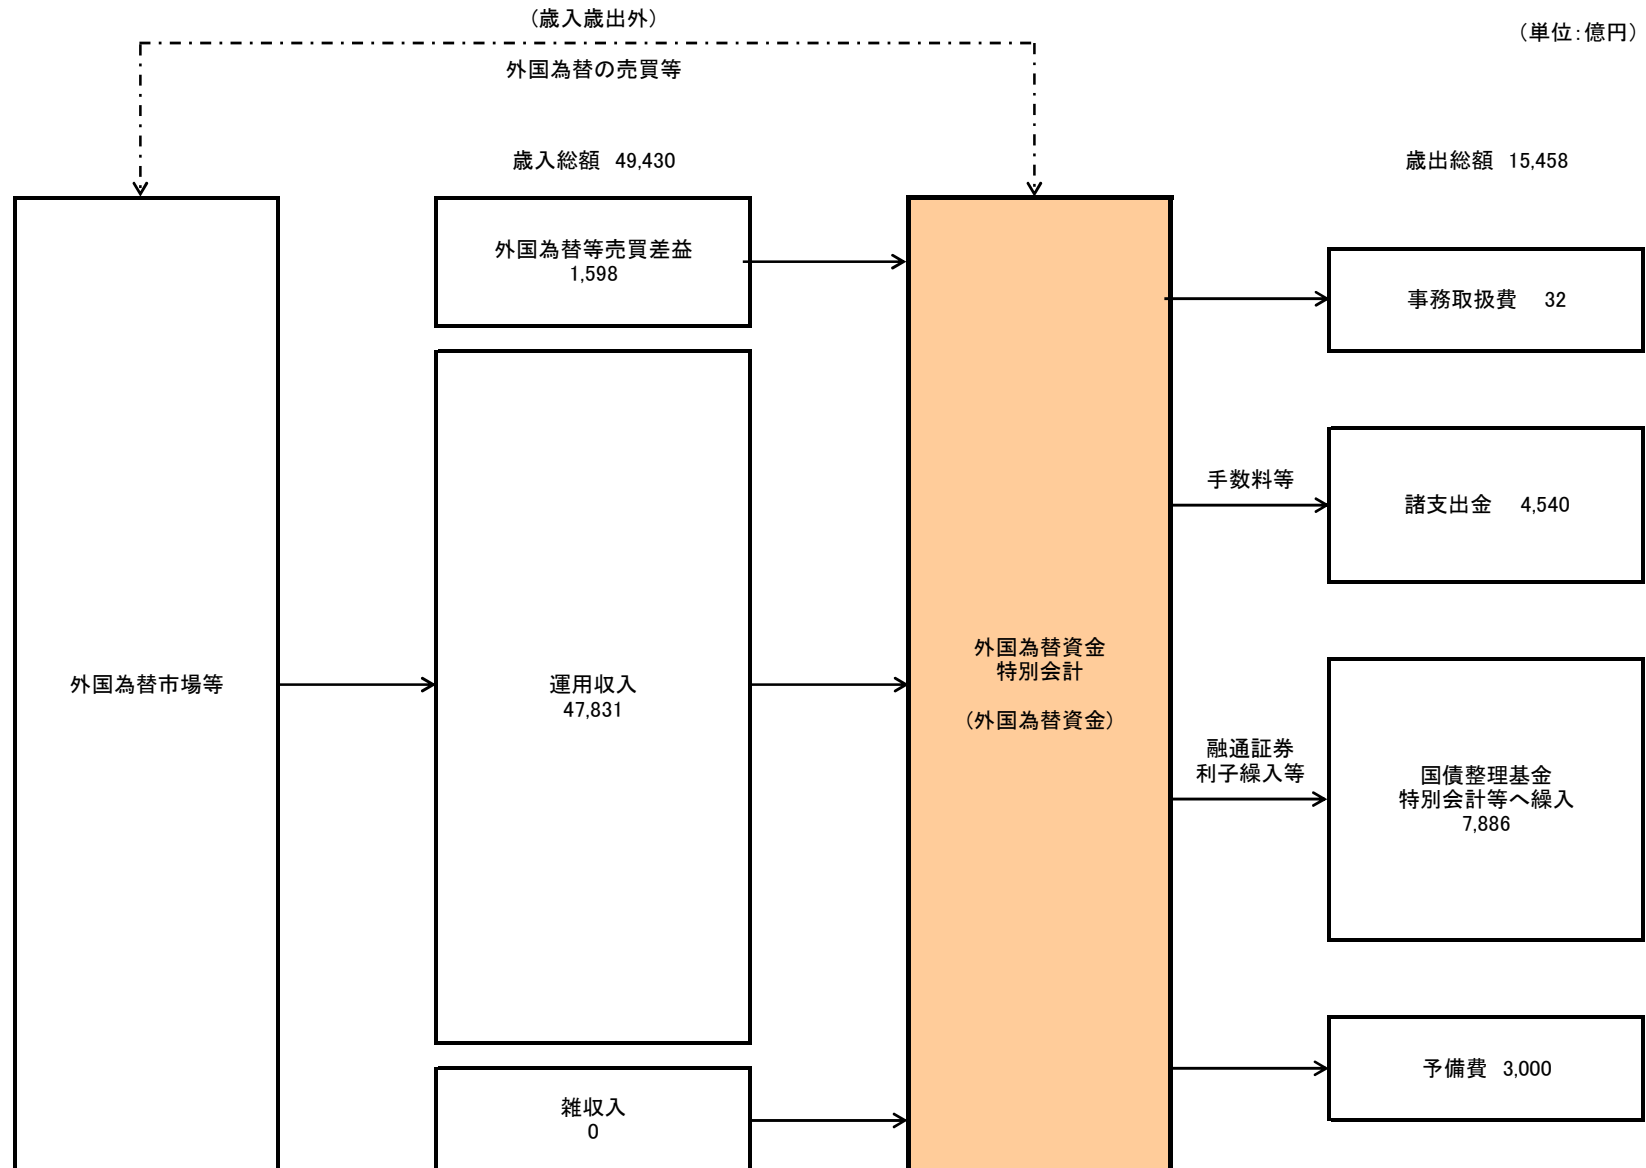 （歳入歳出外）
（単位：億円）
外国為替の売買等
歳入総額 49,430
歳出総額 15,458
外国為替等売買差益
1,598
事務取扱費 32
手数料等
諸支出金 4,540
外国為替市場等
運用収入
47,831
外国為替資金
特別会計
（外国為替資金）
融通証券
利子繰入等
国債整理基金
特別会計等へ繰入
7,886
予備費 3,000
雑収入
0